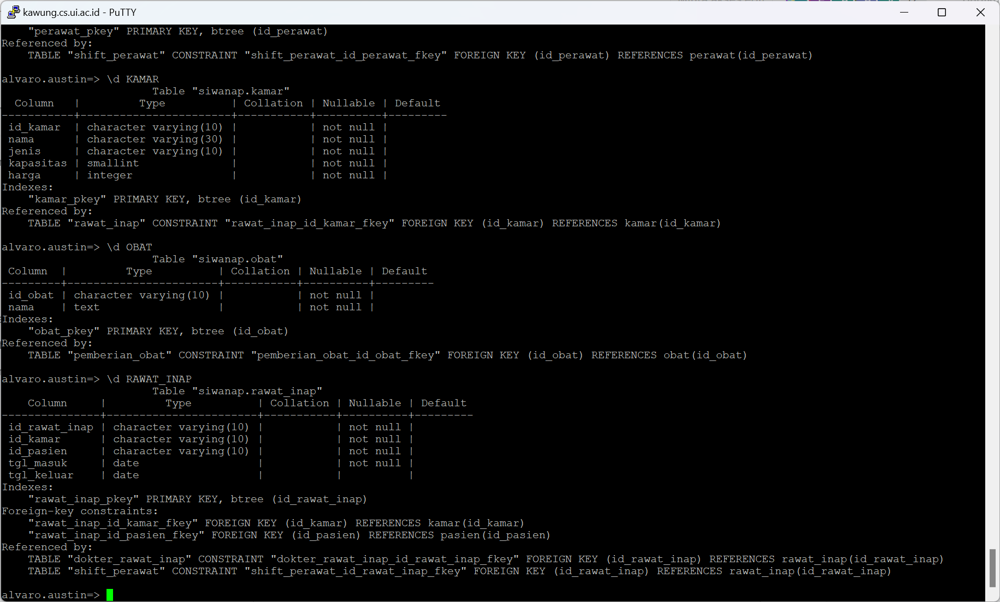 kawung.cs.ui.ac.id - PuTTY
    "perawat_pkey" PRIMARY KEY, btree (id_perawat)
Referenced by:
    TABLE "shift_perawat" CONSTRAINT "shift_perawat_id_perawat_fkey" FOREIGN KEY (id_perawat) REFERENCES perawat(id_perawat)

alvaro.austin=> \d KAMAR
                       Table "siwanap.kamar"
  Column   |         Type          | Collation | Nullable | Default
-----------+-----------------------+-----------+----------+---------
 id_kamar  | character varying(10) |           | not null |
 nama      | character varying(30) |           | not null |
 jenis     | character varying(10) |           | not null |
 kapasitas | smallint              |           | not null |
 harga     | integer               |           | not null |
Indexes:
    "kamar_pkey" PRIMARY KEY, btree (id_kamar)
Referenced by:
    TABLE "rawat_inap" CONSTRAINT "rawat_inap_id_kamar_fkey" FOREIGN KEY (id_kamar) REFERENCES kamar(id_kamar)

alvaro.austin=> \d OBAT
                       Table "siwanap.obat"
 Column  |         Type          | Collation | Nullable | Default
---------+-----------------------+-----------+----------+---------
 id_obat | character varying(10) |           | not null |
 nama    | text                  |           | not null |
Indexes:
    "obat_pkey" PRIMARY KEY, btree (id_obat)
Referenced by:
    TABLE "pemberian_obat" CONSTRAINT "pemberian_obat_id_obat_fkey" FOREIGN KEY (id_obat) REFERENCES obat(id_obat)

alvaro.austin=> \d RAWAT_INAP
                       Table "siwanap.rawat_inap"
    Column     |         Type          | Collation | Nullable | Default
---------------+-----------------------+-----------+----------+---------
 id_rawat_inap | character varying(10) |           | not null |
 id_kamar      | character varying(10) |           | not null |
 id_pasien     | character varying(10) |           | not null |
 tgl_masuk     | date                  |           | not null |
 tgl_keluar    | date                  |           |          |
Indexes:
    "rawat_inap_pkey" PRIMARY KEY, btree (id_rawat_inap)
Foreign-key constraints:
    "rawat_inap_id_kamar_fkey" FOREIGN KEY (id_kamar) REFERENCES kamar(id_kamar)
    "rawat_inap_id_pasien_fkey" FOREIGN KEY (id_pasien) REFERENCES pasien(id_pasien)
Referenced by:
    TABLE "dokter_rawat_inap" CONSTRAINT "dokter_rawat_inap_id_rawat_inap_fkey" FOREIGN KEY (id_rawat_inap) REFERENCES rawat_inap(id_rawat_inap)
    TABLE "shift_perawat" CONSTRAINT "shift_perawat_id_rawat_inap_fkey" FOREIGN KEY (id_rawat_inap) REFERENCES rawat_inap(id_rawat_inap)

alvaro.austin=>